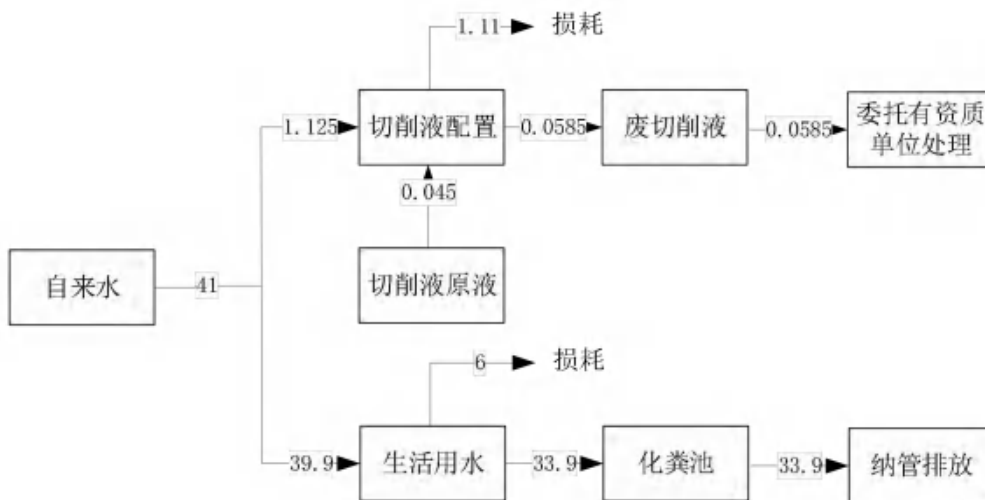 1.11
损耗
1.125
切削液配置
0.0585
废切削液
0.0585
委托有资质
单位处理
0.045
自来水
41
切削液原液
6
损耗
39.9
生活用水
33.9
化粪池
33.9
纳管排放